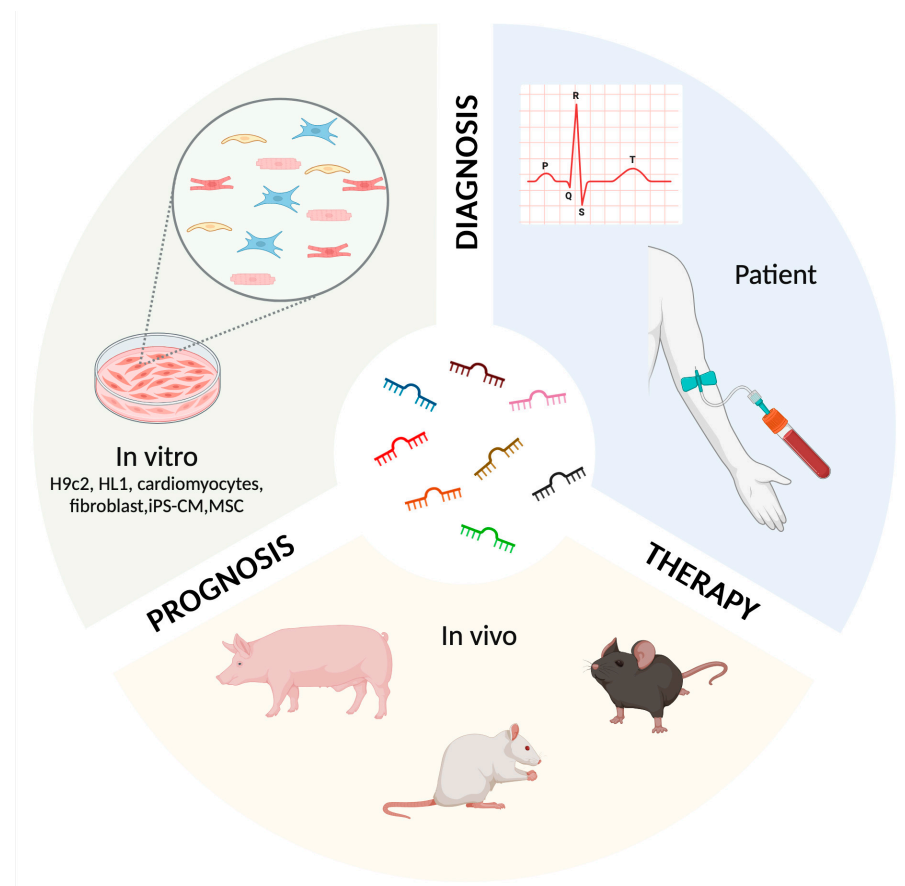 DIAGNOSIS
R
P
T
Q
S
Patient
In vitro
H9c2, HL1, cardiomyocytes,
fibroblast,iPS-CM,MSC
PROGNOSIS
THERAPY
In vivo